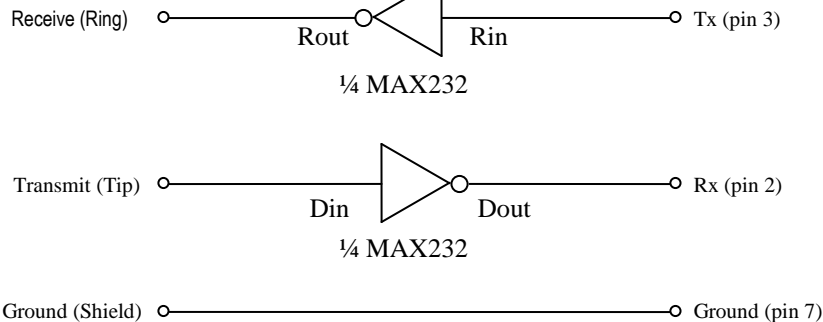 Receive (Ring) Rout Rin Tx (pin 3)
¼ MAX232
Transmit (Tip) Din Dout Rx (pin 2)
¼ MAX232
Ground (Shield) Ground (pin 7)